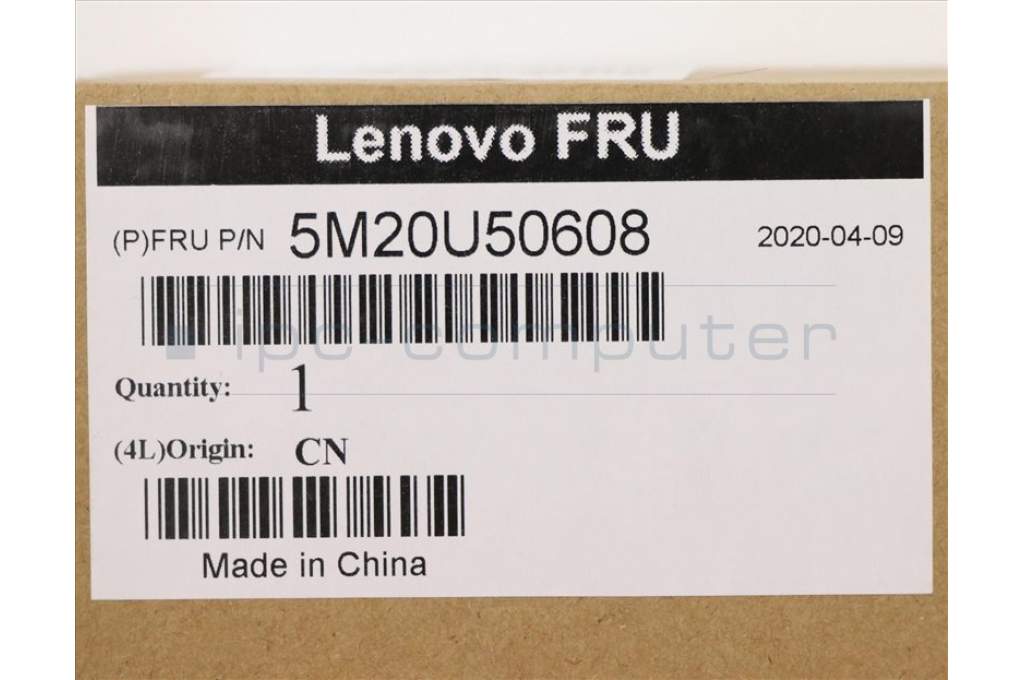 Lenovo FRU
(P)FRU P/N 5M20U50608 2020-04-09
ipc-computer
Quantity: 1
(4L)Origin: CN
Made in China